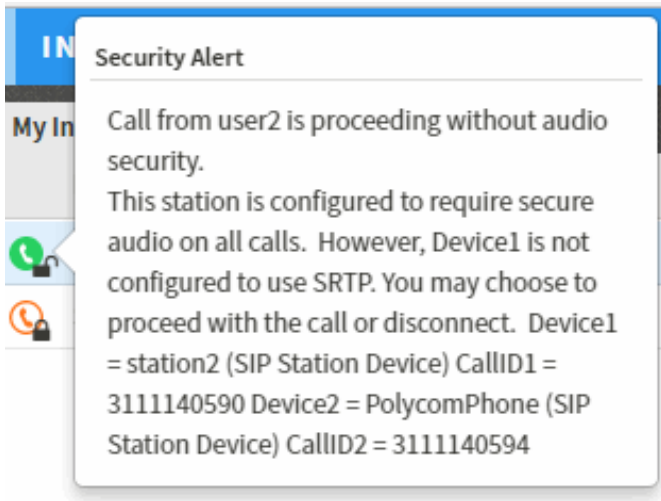 IN
Security Alert
My In
Call from user2 is proceeding without audio
security.
This station is configured to require secure
audio on all calls.  However, Device1 is not
configured to use SRTP. You may choose to
proceed with the call or disconnect.  Device1
= station2 (SIP Station Device) CallID1 =
3111140590 Device2 = PolycomPhone (SIP
Station Device) CallID2 = 3111140594